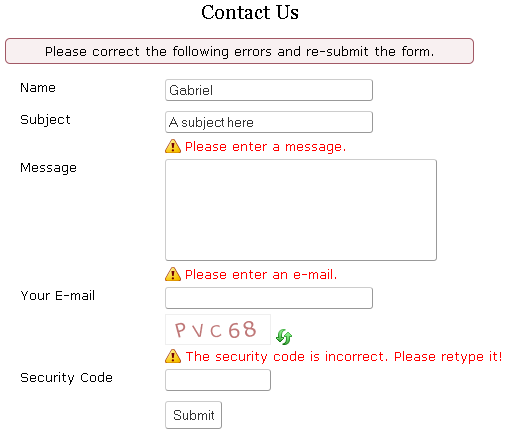 Contact Us
Please correct the following errors and re-submit the form.
Name
Gabriel
Subject
A subject here
Please enter a message.
Message
Please enter an e-mail.
Your E-mail
PVC68
The security code is incorrect. Please retype it!
Security Code
Submit